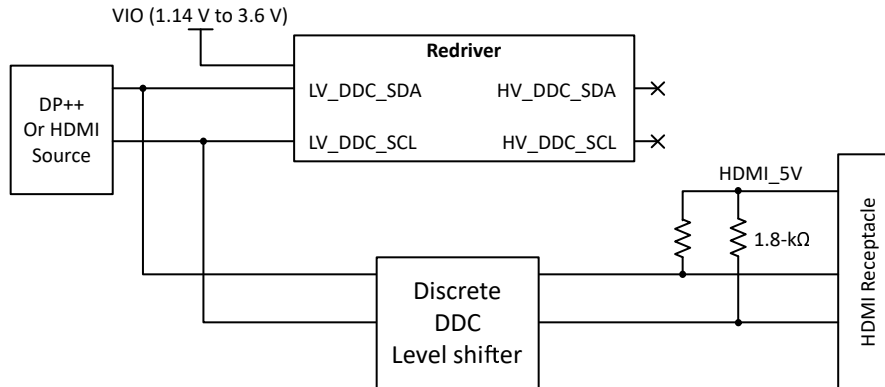 VIO (1.14 V to 3.6 V)
Redriver
DP++
Or HDMI
Source
LV_DDC_SDA
HV_DDC_SDA
LV_DDC_SCL
HV_DDC_SCL
HDMI_5V
1.8-kΩ
HDMI Receptacle
Discrete
DDC
Level shifter